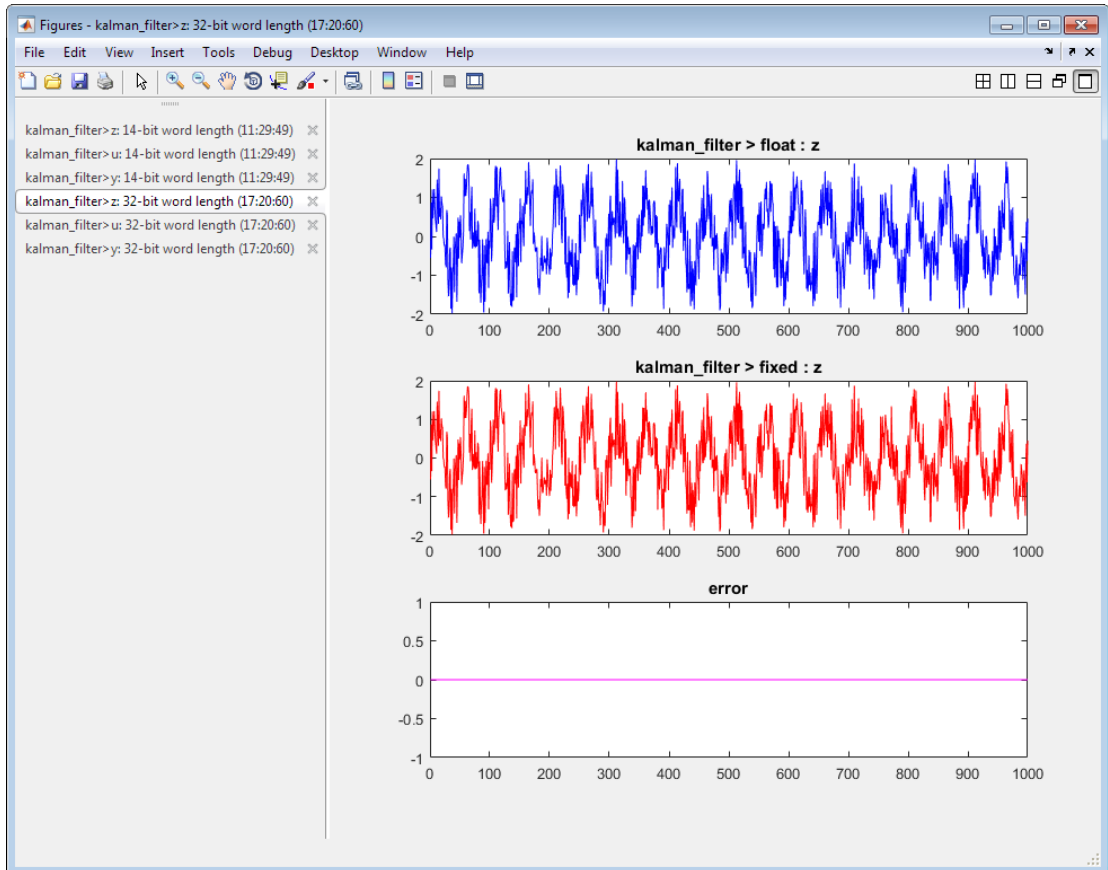 Figures - kalman_filter>z: 32-bit word length (17:20:60)
File Edit View Insert Tools Debug Desktop Window Help
kalman_filter>z: 14-bit word length (11:29:49)
kalman_filter>u: 14-bit word length (11:29:49)
kalman_filter>y: 14-bit word length (11:29:49)
kalman_filter>z: 32-bit word length (17:20:60)
kalman_filter>u: 32-bit word length (17:20:60)
kalman_filter>y: 32-bit word length (17:20:60)
kalman_filter > float : z
2
1
0
-1
-2
0 100 200 300 400 500 600 700 800 900 1000
kalman_filter > fixed : z
2
1
0
-1
-2
0 100 200 300 400 500 600 700 800 900 1000
error
1
0.5
0
-0.5
-1
0 100 200 300 400 500 600 700 800 900 1000